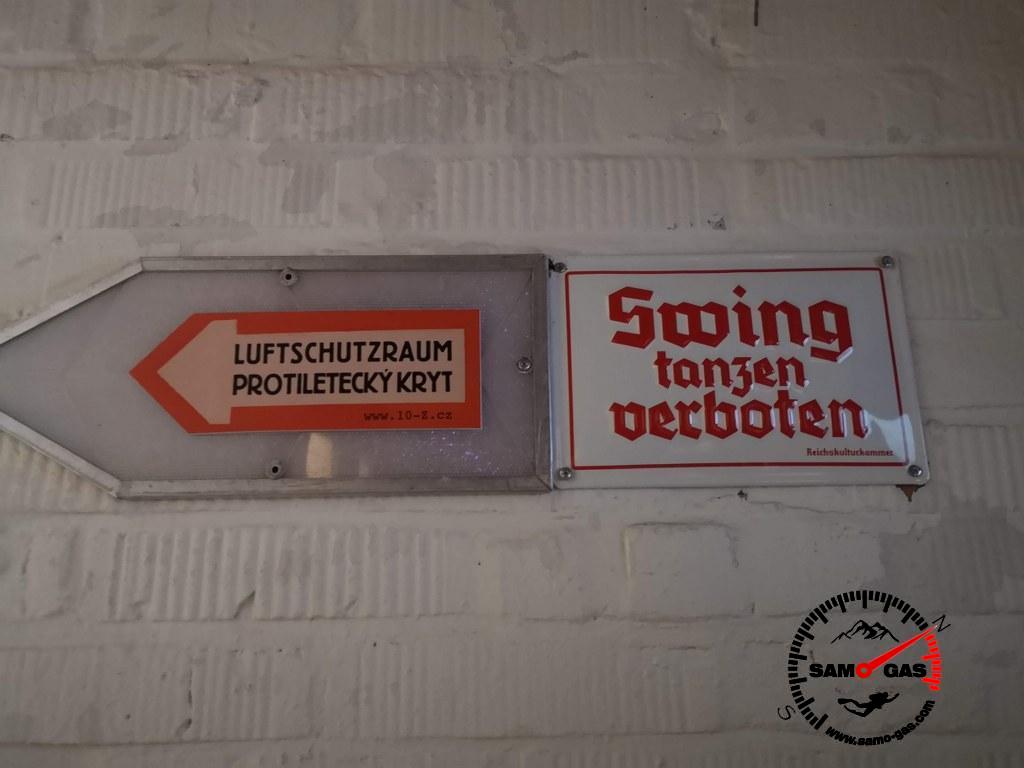 LUFTSCHUTZRAUM
PROTILETECKÝ KRYT
www.10-Z.cz
Swing
tanzen
verboten
Reichskulturkammer
N
SAMO GAS
S
www.samo-gas.com